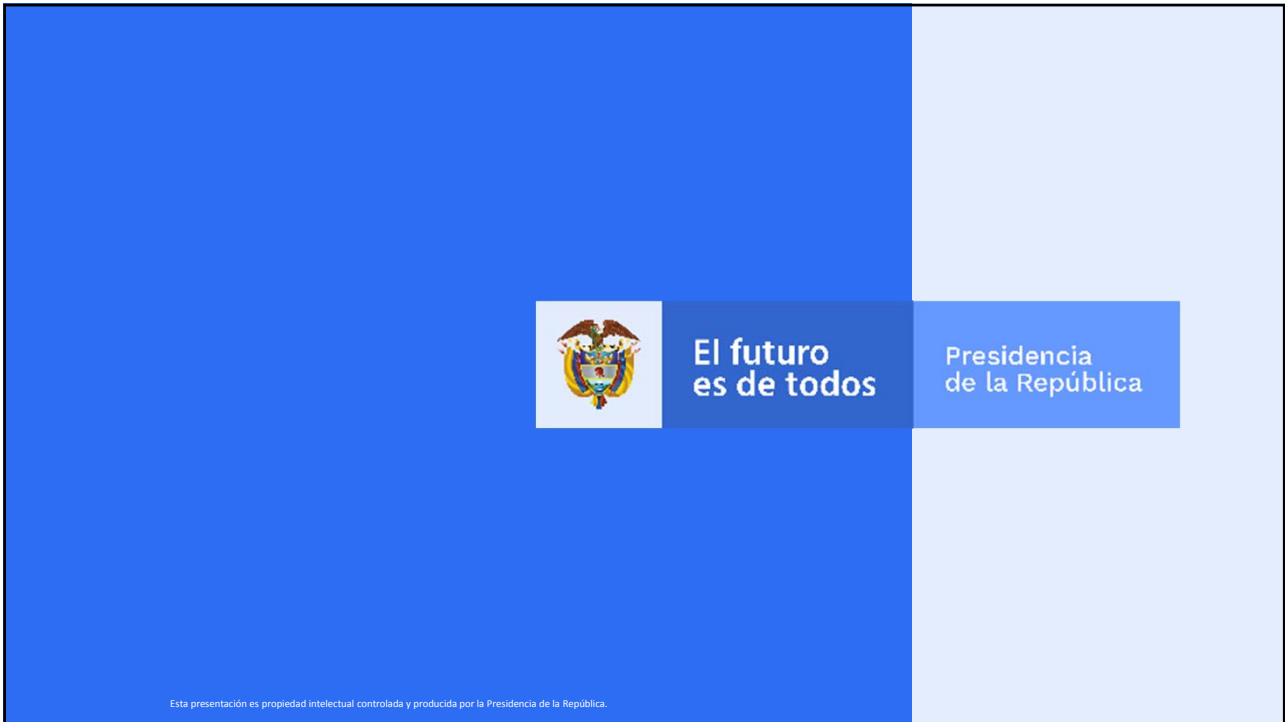 El futuro
es de todos
Presidencia
de la República
Esta presentación es propiedad intelectual controlada y producida por la Presidencia de la República.